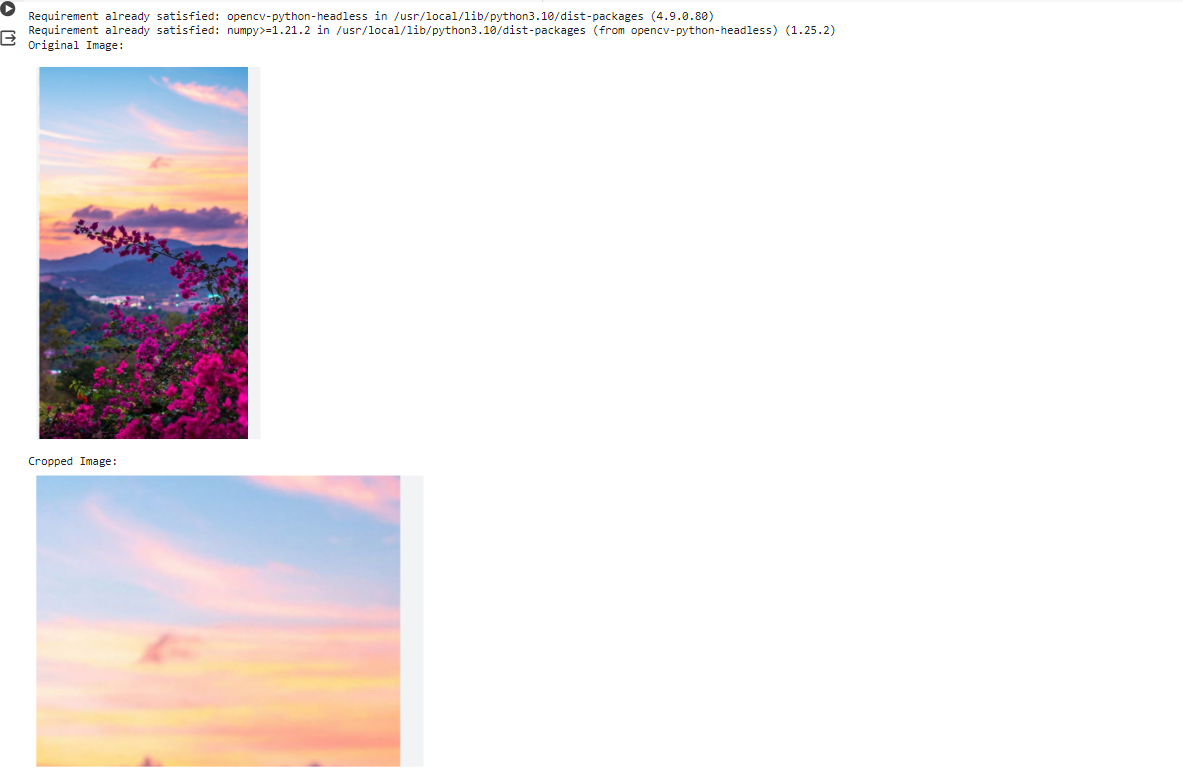 Requirement already satisfied: opencv-python-headless in /usr/local/lib/python3.10/dist-packages (4.9.0.80)
Requirement already satisfied: numpy>=1.21.2 in /usr/local/lib/python3.10/dist-packages (from opencv-python-headless) (1.25.2)
Original Image:
Cropped Image: